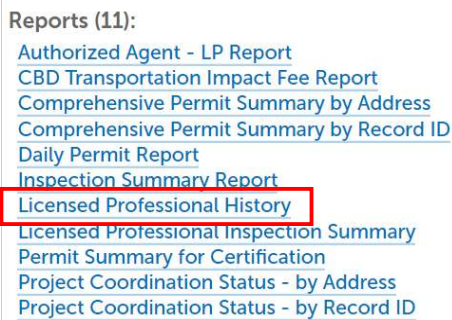 Reports (11):
Authorized Agent - LP Report
CBD Transportation Impact Fee Report
Comprehensive Permit Summary by Address
Comprehensive Permit Summary by Record ID
Daily Permit Report
Inspection Summary Report
Licensed Professional History
Licensed Professional Inspection Summary
Permit Summary for Certification
Project Coordination Status - by Address
Project Coordination Status - by Record ID